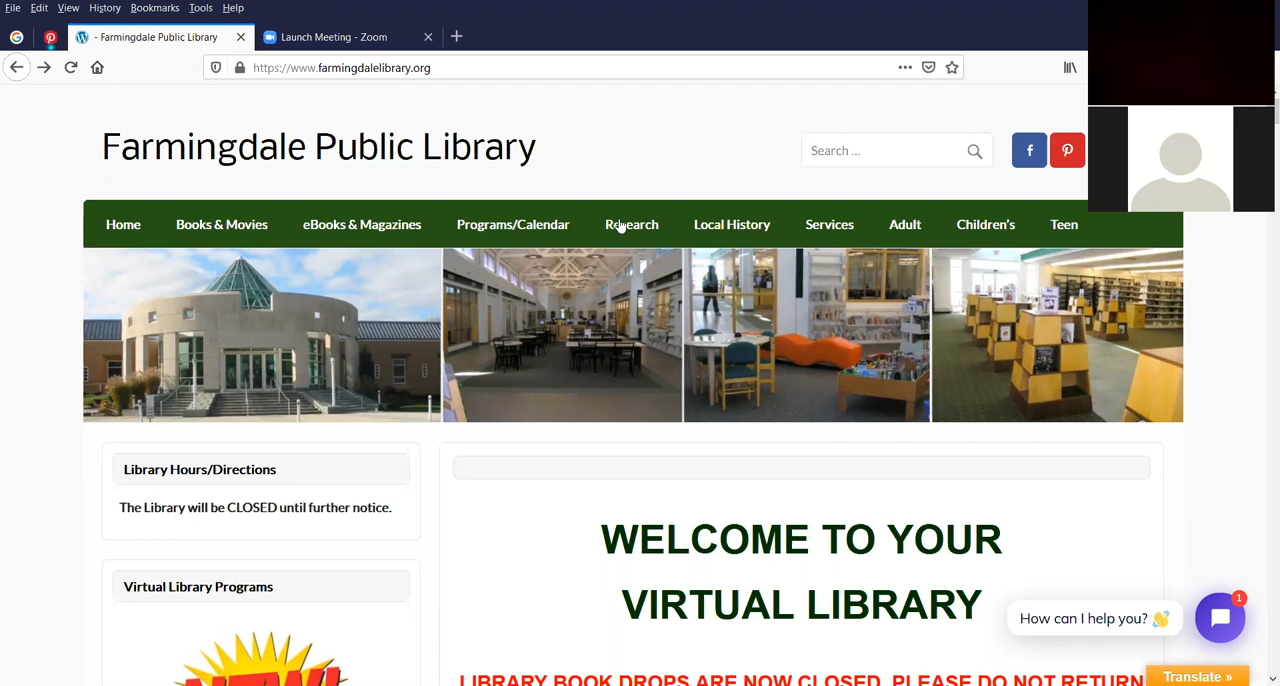 File Edit View History Bookmarks Tools Help
- Farmingdale Public Library
Launch Meeting - Zoom
https://www.farmingdalelibrary.org
Farmingdale Public Library
Search ...
Home Books & Movies eBooks & Magazines Programs/Calendar Research Local History Services Adult Children's Teen
Library Hours/Directions
The Library will be CLOSED until further notice.
Virtual Library Programs
NEW!
WELCOME TO YOUR
VIRTUAL LIBRARY
LIBRARY BOOK DROPS ARE NOW CLOSED. PLEASE DO NOT RETURN
How can I help you? 👋
1
Translate »